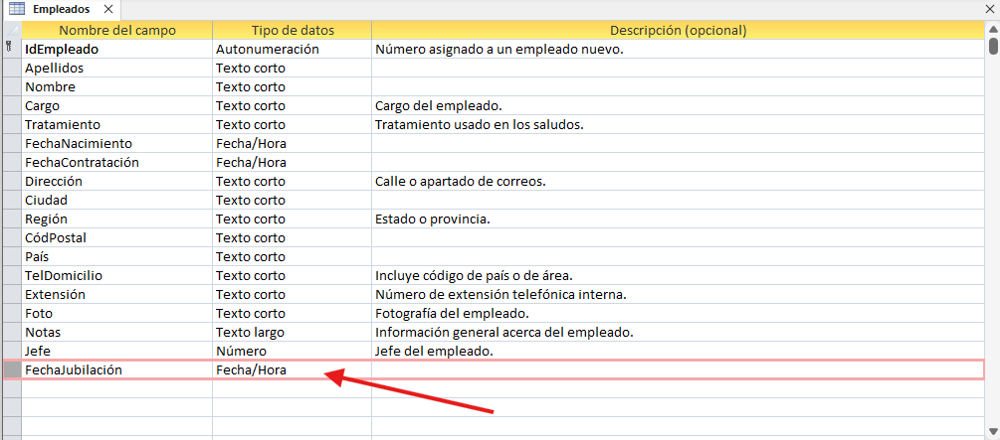 Empleados
Nombre del campo Tipo de datos Descripción (opcional)
IdEmpleado Autonumeración Número asignado a un empleado nuevo.
Apellidos Texto corto
Nombre Texto corto
Cargo Texto corto Cargo del empleado.
Tratamiento Texto corto Tratamiento usado en los saludos.
FechaNacimiento Fecha/Hora
FechaContratación Fecha/Hora
Dirección Texto corto Calle o apartado de correos.
Ciudad Texto corto
Región Texto corto Estado o provincia.
CódPostal Texto corto
País Texto corto
TelDomicilio Texto corto Incluye código de país o de área.
Extensión Texto corto Número de extensión telefónica interna.
Foto Texto corto Fotografía del empleado.
Notas Texto largo Información general acerca del empleado.
Jefe Número Jefe del empleado.
FechaJubilación Fecha/Hora